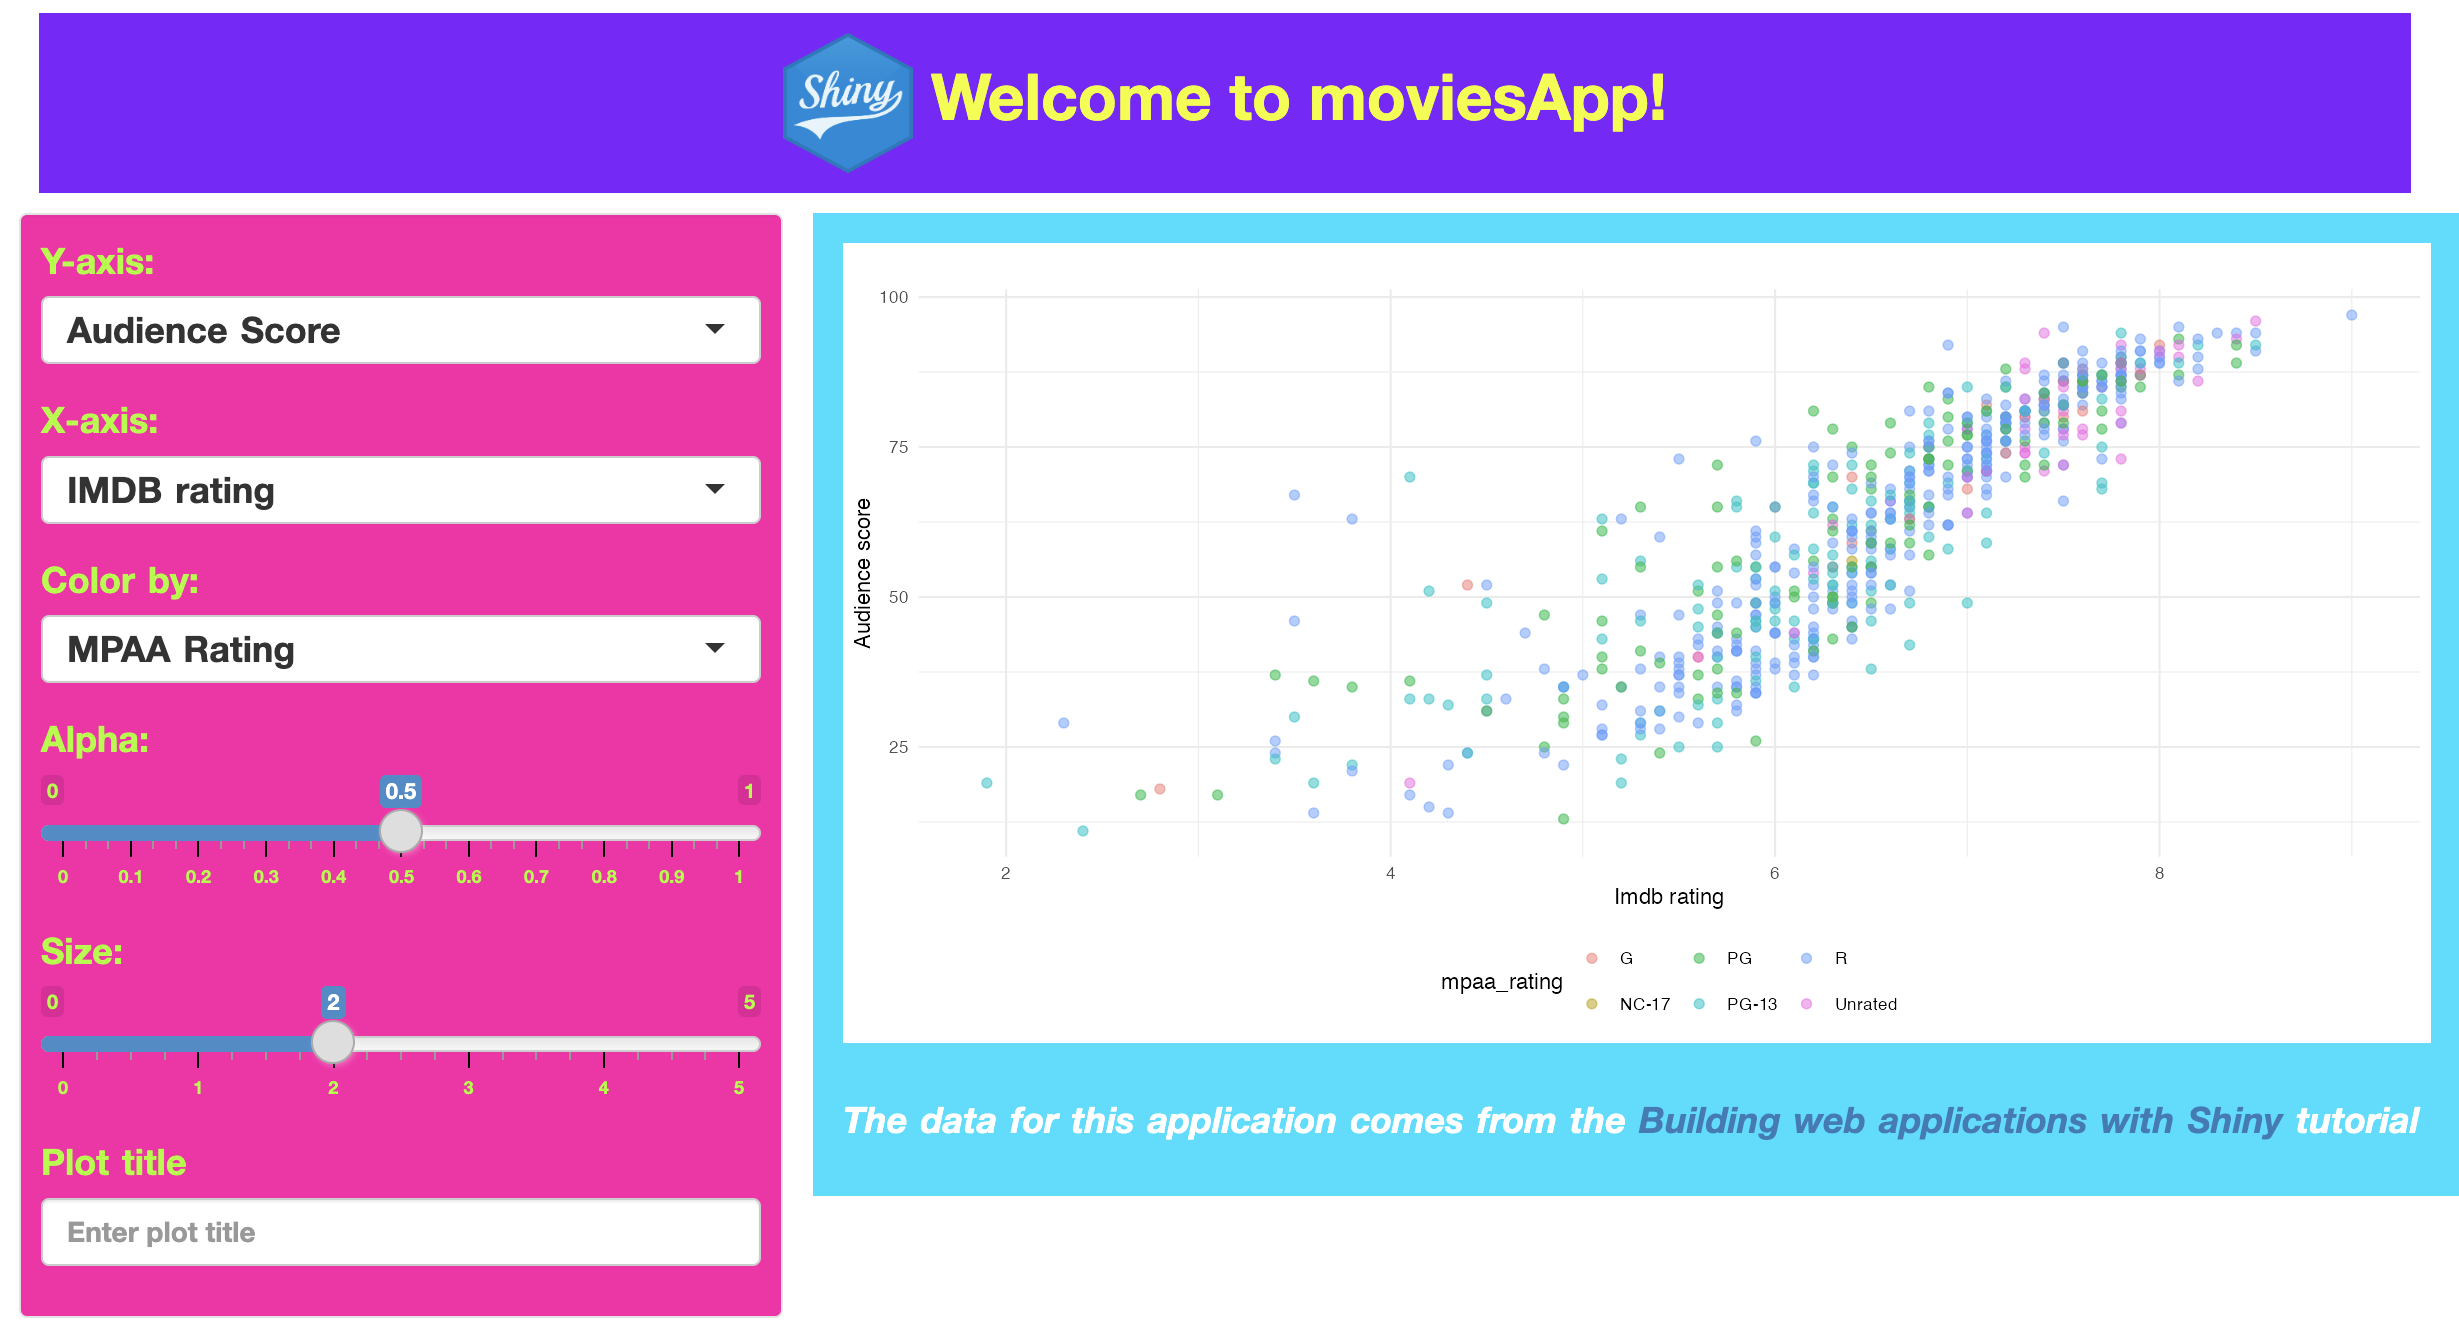 Shiny
Welcome to moviesApp!
Y-axis:
Audience Score
X-axis:
IMDB rating
Color by:
MPAA Rating
Alpha:
0 0.5 1
0 0.1 0.2 0.3 0.4 0.5 0.6 0.7 0.8 0.9 1
Size:
0 2 5
0 1 2 3 4 5
Plot title
Enter plot title
100
75
50
25
Audience score
2 4 6 8
Imdb rating
mpaa_rating
G PG R
NC-17 PG-13 Unrated
The data for this application comes from the Building web applications with Shiny tutorial